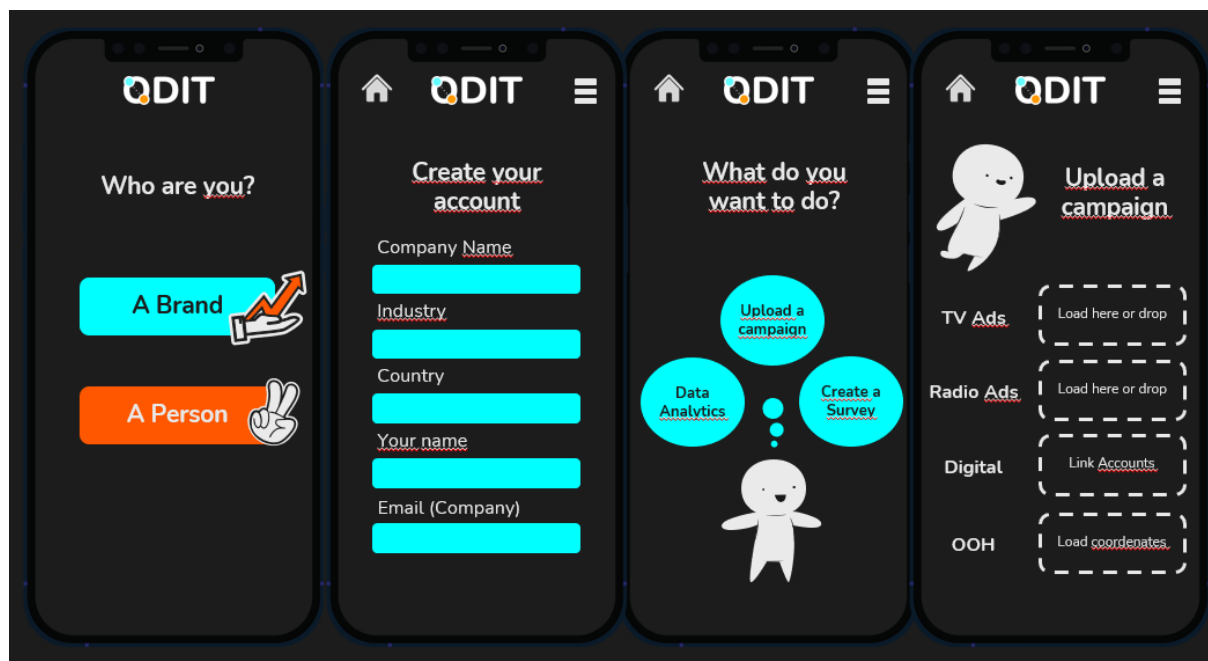 QDIT
Who are you?
A Brand
A Person
QDIT
Create your
account
Company Name
Industry
Country
Your name
Email (Company)
QDIT
What do you
want to do?
Upload a
campaign
Data
Analytics
Create a
Survey
QDIT
Upload a
campaign
TV Ads
Load here or drop
Radio Ads
Load here or drop
Digital
Link Accounts
OOH
Load coordenates